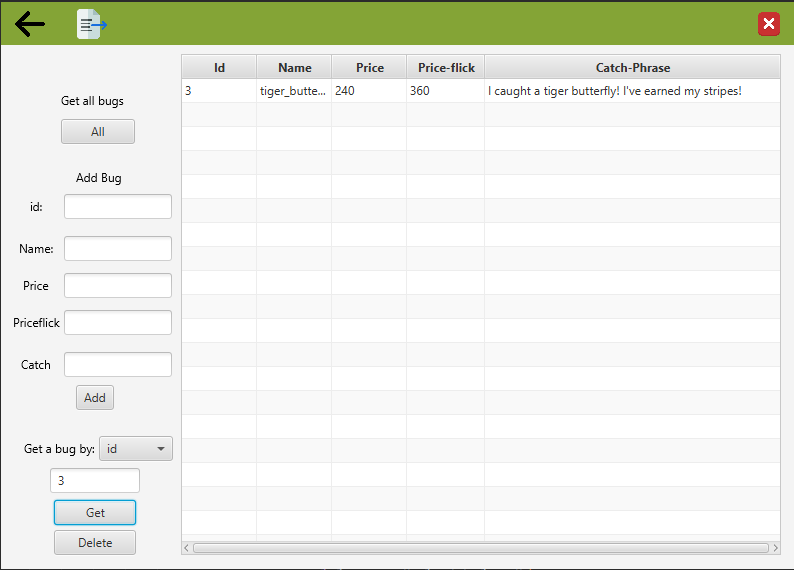 Id Name Price Price-flick Catch-Phrase
3 tiger_butte... 240 360 I caught a tiger butterfly! I've earned my stripes!
Get all bugs
All
Add Bug
id:
Name:
Price
Priceflick
Catch
Add
Get a bug by: id
3
Get
Delete